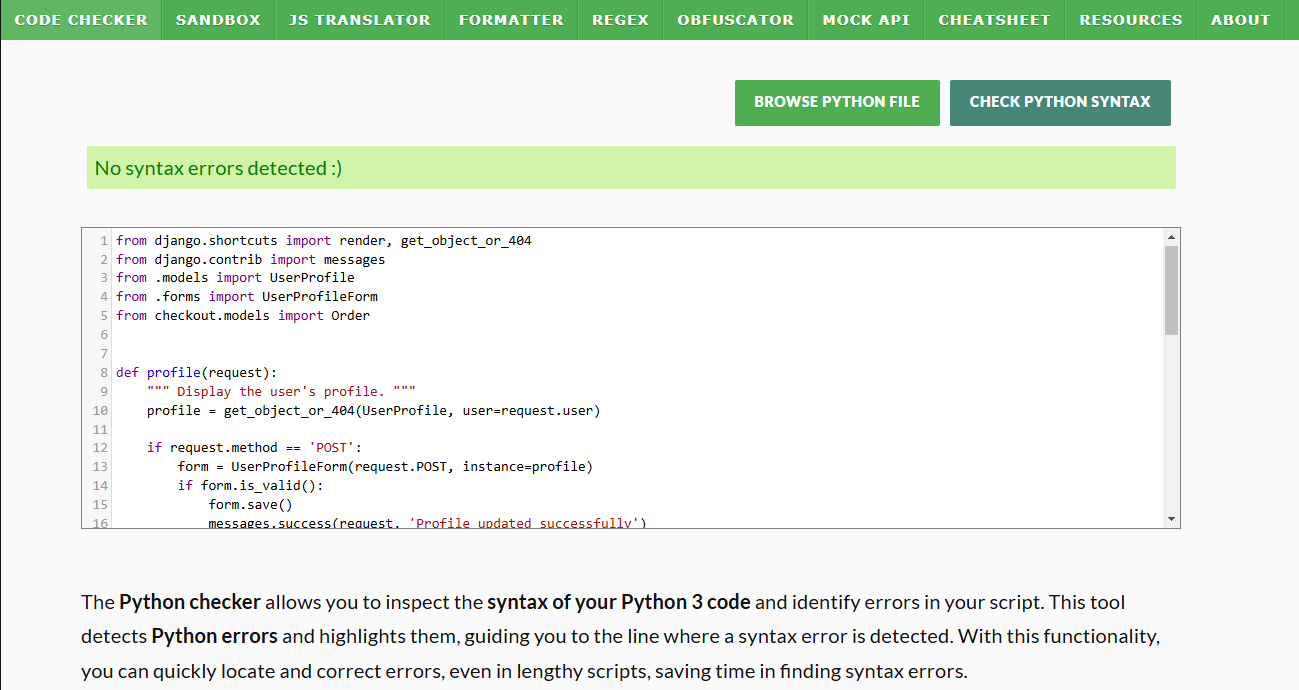 CODE CHECKER SANDBOX JS TRANSLATOR FORMATTER REGEX OBFUSCATOR MOCK API CHEATSHEET RESOURCES ABOUT
BROWSE PYTHON FILE CHECK PYTHON SYNTAX
No syntax errors detected :)
1 from django.shortcuts import render, get_object_or_404
2 from django.contrib import messages
3 from .models import UserProfile
4 from .forms import UserProfileForm
5 from checkout.models import Order
6
7
8 def profile(request):
9     """ Display the user's profile. """
10     profile = get_object_or_404(UserProfile, user=request.user)
11
12     if request.method == 'POST':
13         form = UserProfileForm(request.POST, instance=profile)
14         if form.is_valid():
15             form.save()
16             messages.success(request, 'Profile updated successfully')
The Python checker allows you to inspect the syntax of your Python 3 code and identify errors in your script. This tool
detects Python errors and highlights them, guiding you to the line where a syntax error is detected. With this functionality,
you can quickly locate and correct errors, even in lengthy scripts, saving time in finding syntax errors.